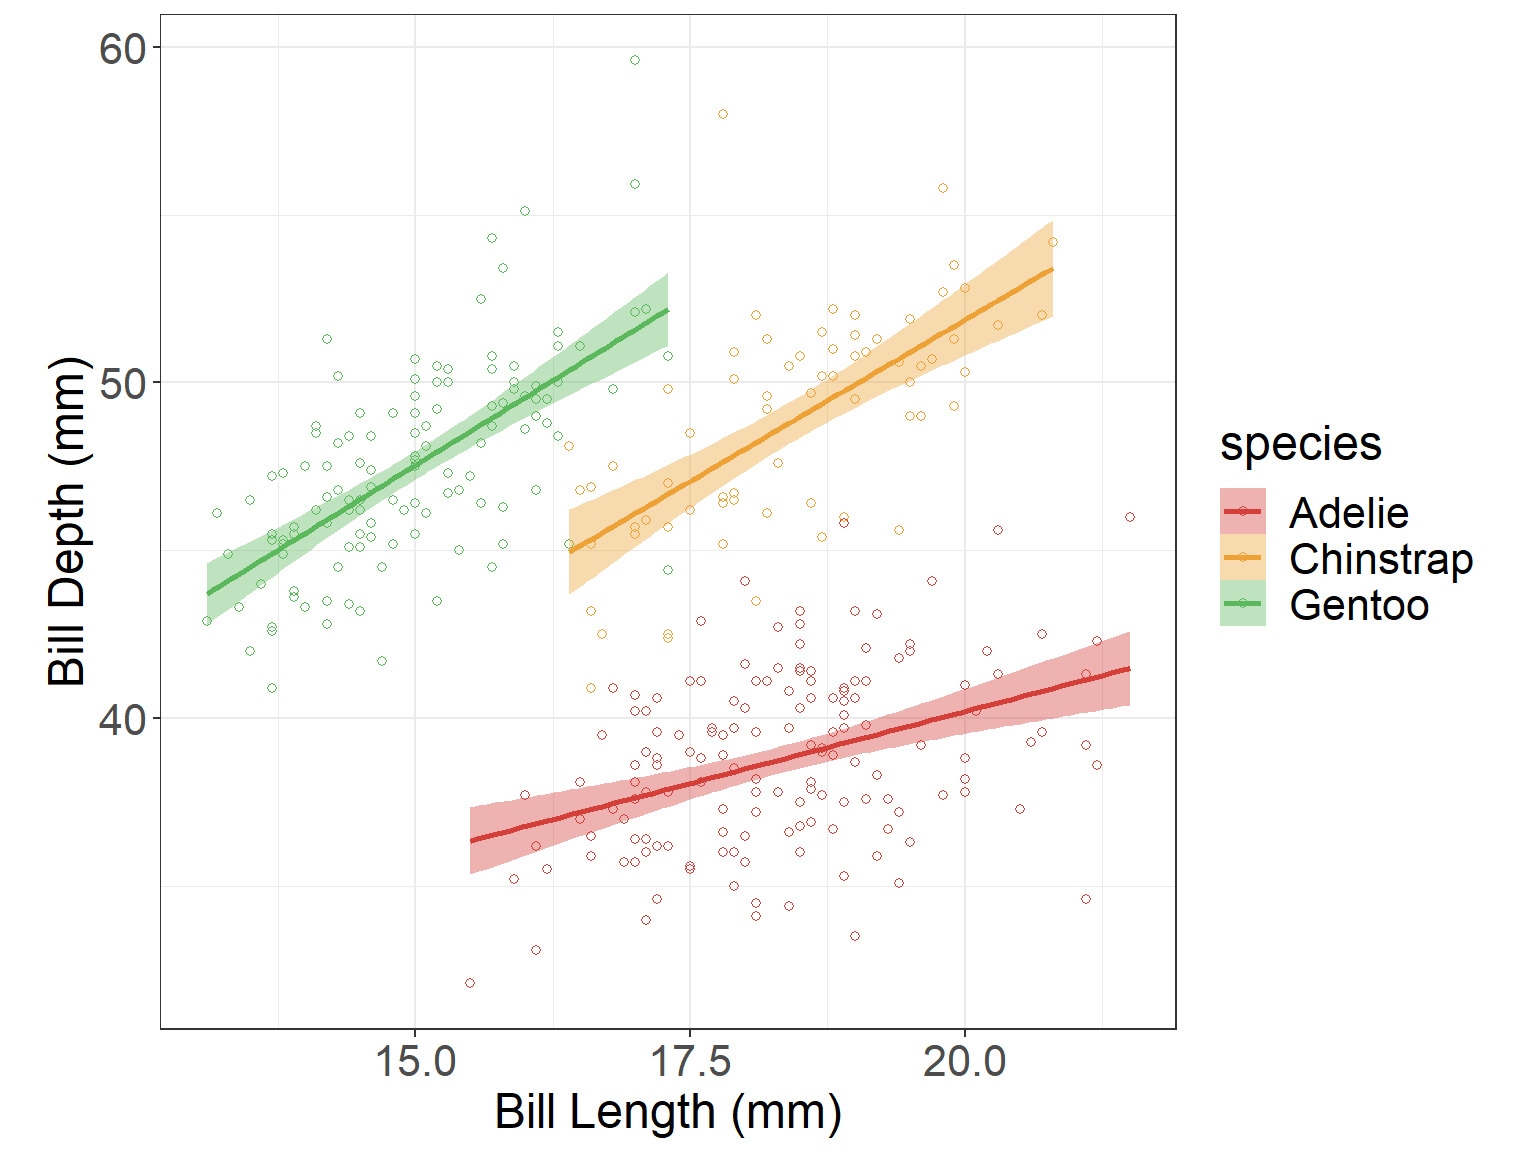 60
50
40
Bill Depth (mm)
15.0 17.5 20.0
Bill Length (mm)
species
Adelie
Chinstrap
Gentoo